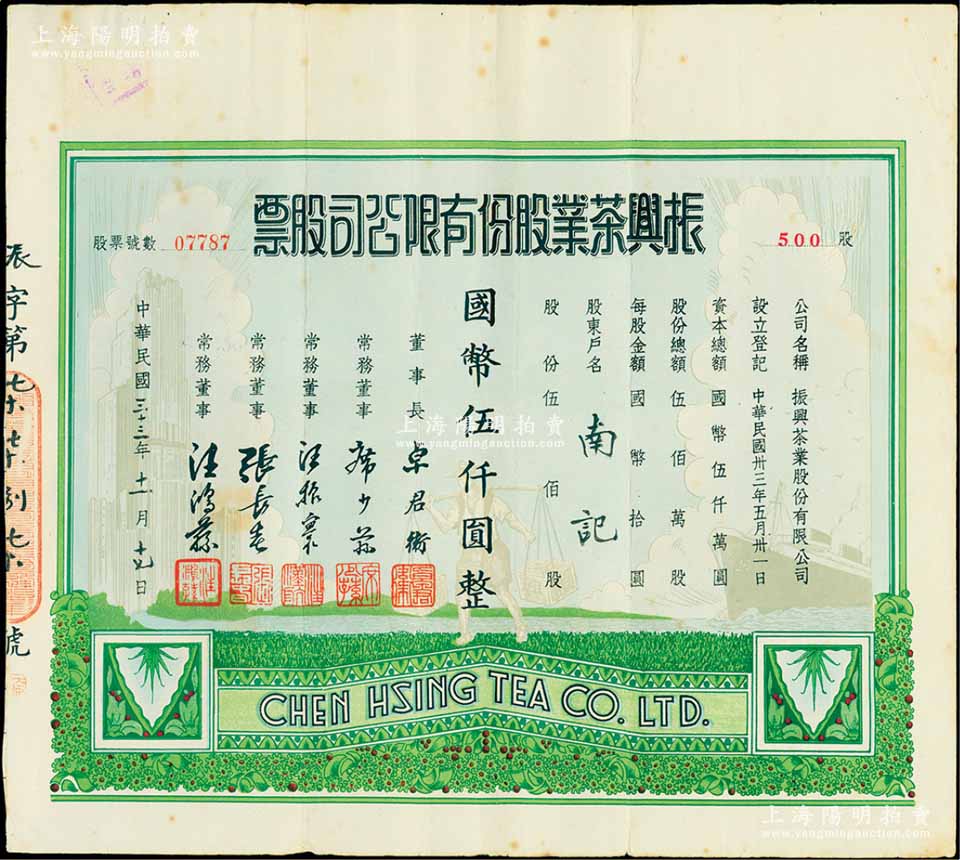 上海陽明拍賣
www.yangmingauction.com
振興茶業股份有限公司股票
500 股
股票號數 07787
公司名稱 振興茶業股份有限公司
設立登記 中華民國卅三年五月卅一日
資本總額 國幣伍仟萬圓
股份總額 伍佰萬股
每股金額 國幣拾圓
股東戶名 南記
股份 伍佰股
國幣伍仟圓整
董事長 卓君衛
常務董事 席少蓀
常務董事 汪振寰
常務董事 張長春
常務董事 汪鴻藻
中華民國 三十三年 十一月 日
振字第 號
上海陽明拍賣
www.yangmingauction.com
CHEN HSING TEA CO. LTD.
上海陽明拍賣
www.yangmingauction.com